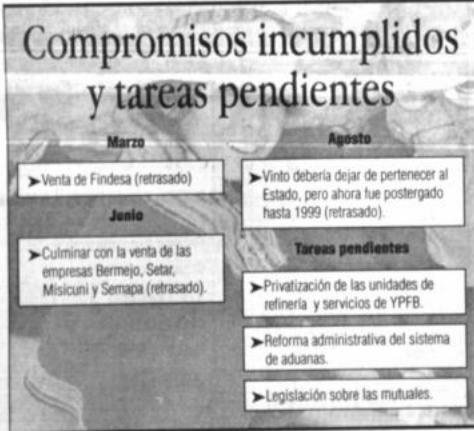 Compromisos incumplidos
y tareas pendientes
Marzo
➤Venta de Findesa (retrasado)
Junio
➤Culminar con la venta de las
empresas Bermejo, Setar,
Misicuni y Semapa (retrasado).
Agosto
➤Vinto debería dejar de pertenecer al
Estado, pero ahora fue postergado
hasta 1999 (retrasado).
Tareas pendientes
➤Privatización de las unidades de
refinería y servicios de YPFB.
➤Reforma administrativa del sistema
de aduanas.
➤Legislación sobre las mutuales.